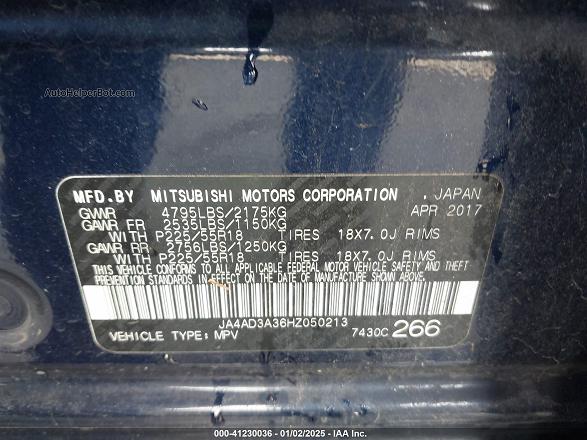 AutoHelperBot.com
MFD.BY MITSUBISHI MOTORS CORPORATION , JAPAN
GVWR 4795LBS/2175KG APR 2017
GAWR FR 2535LBS/1150KG
WITH P225/55R18 TIRES 18X7.0J RIMS
GAWR RR 2756LBS/1250KG
WITH P225/55R18 TIRES 18X7.0J RIMS
THIS VEHICLE CONFORMS TO ALL APPLICABLE FEDERAL MOTOR VEHICLE SAFETY AND THEFT
PREVENTION STANDARDS IN EFFECT ON THE DATE OF MANUFACTURE SHOWN ABOVE.
JA4AD3A36HZ050213
VEHICLE TYPE: MPV 7430C 266
000-41230036 - 01/02/2025 - IAA Inc.